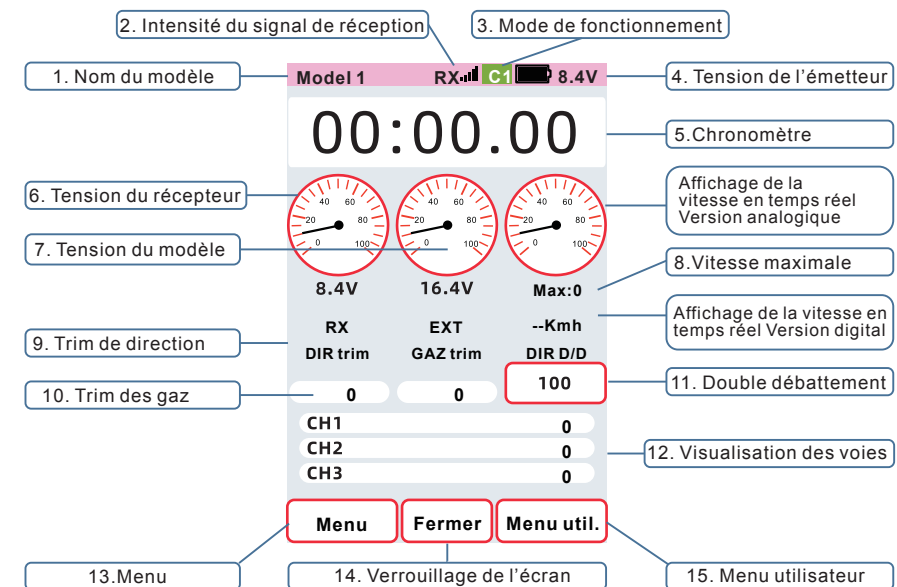 2. Intensité du signal de réception
3. Mode de fonctionnement
1. Nom du modèle
Model 1
RX
C1
8.4V
4. Tension de l’émetteur
00:00.00
5.Chronomètre
6. Tension du récepteur
7. Tension du modèle
0 20 40 60 80 100
0 20 40 60 80 100
0 20 40 60 80 100
Affichage de la
vitesse en temps réel
Version analogique
8.4V
16.4V
Max:0
8.Vitesse maximale
RX
EXT
--Kmh
Affichage de la vitesse en
temps réel Version digital
9. Trim de direction
DIR trim
GAZ trim
DIR D/D
10. Trim des gaz
0
0
100
11. Double débattement
CH1 0
CH2 0
CH3 0
12. Visualisation des voies
Menu
Fermer
Menu util.
13.Menu
14. Verrouillage de l’écran
15. Menu utilisateur